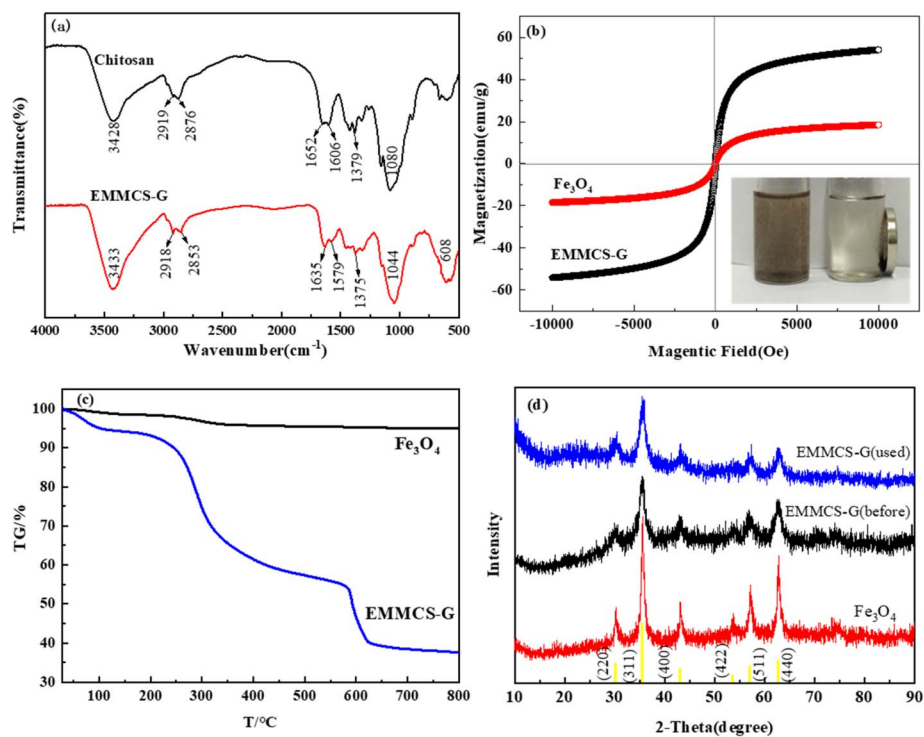 (a)
Chitosan
3428
2919
2876
1652
1606
1379
1080
EMMCS-G
3433
2918
2853
1635
1579
1375
1044
608
Transmittance(%)
4000 3500 3000 2500 2000 1500 1000 500
Wavenumber(cm⁻¹)
(b)
60
40
20
0
-20
-40
-60
Magnetization(emu/g)
Fe₃O₄
EMMCS-G
-10000 -5000 0 5000 10000
Magentic Field(Oe)
(c)
100
90
80
70
60
50
40
30
TG/%
Fe₃O₄
EMMCS-G
100 200 300 400 500 600 700 800
T/°C
(d)
Intensity
EMMCS-G(used)
EMMCS-G(before)
Fe₃O₄
(220)
(311)
(400)
(422)
(511)
(440)
10 20 30 40 50 60 70 80 90
2-Theta(degree)